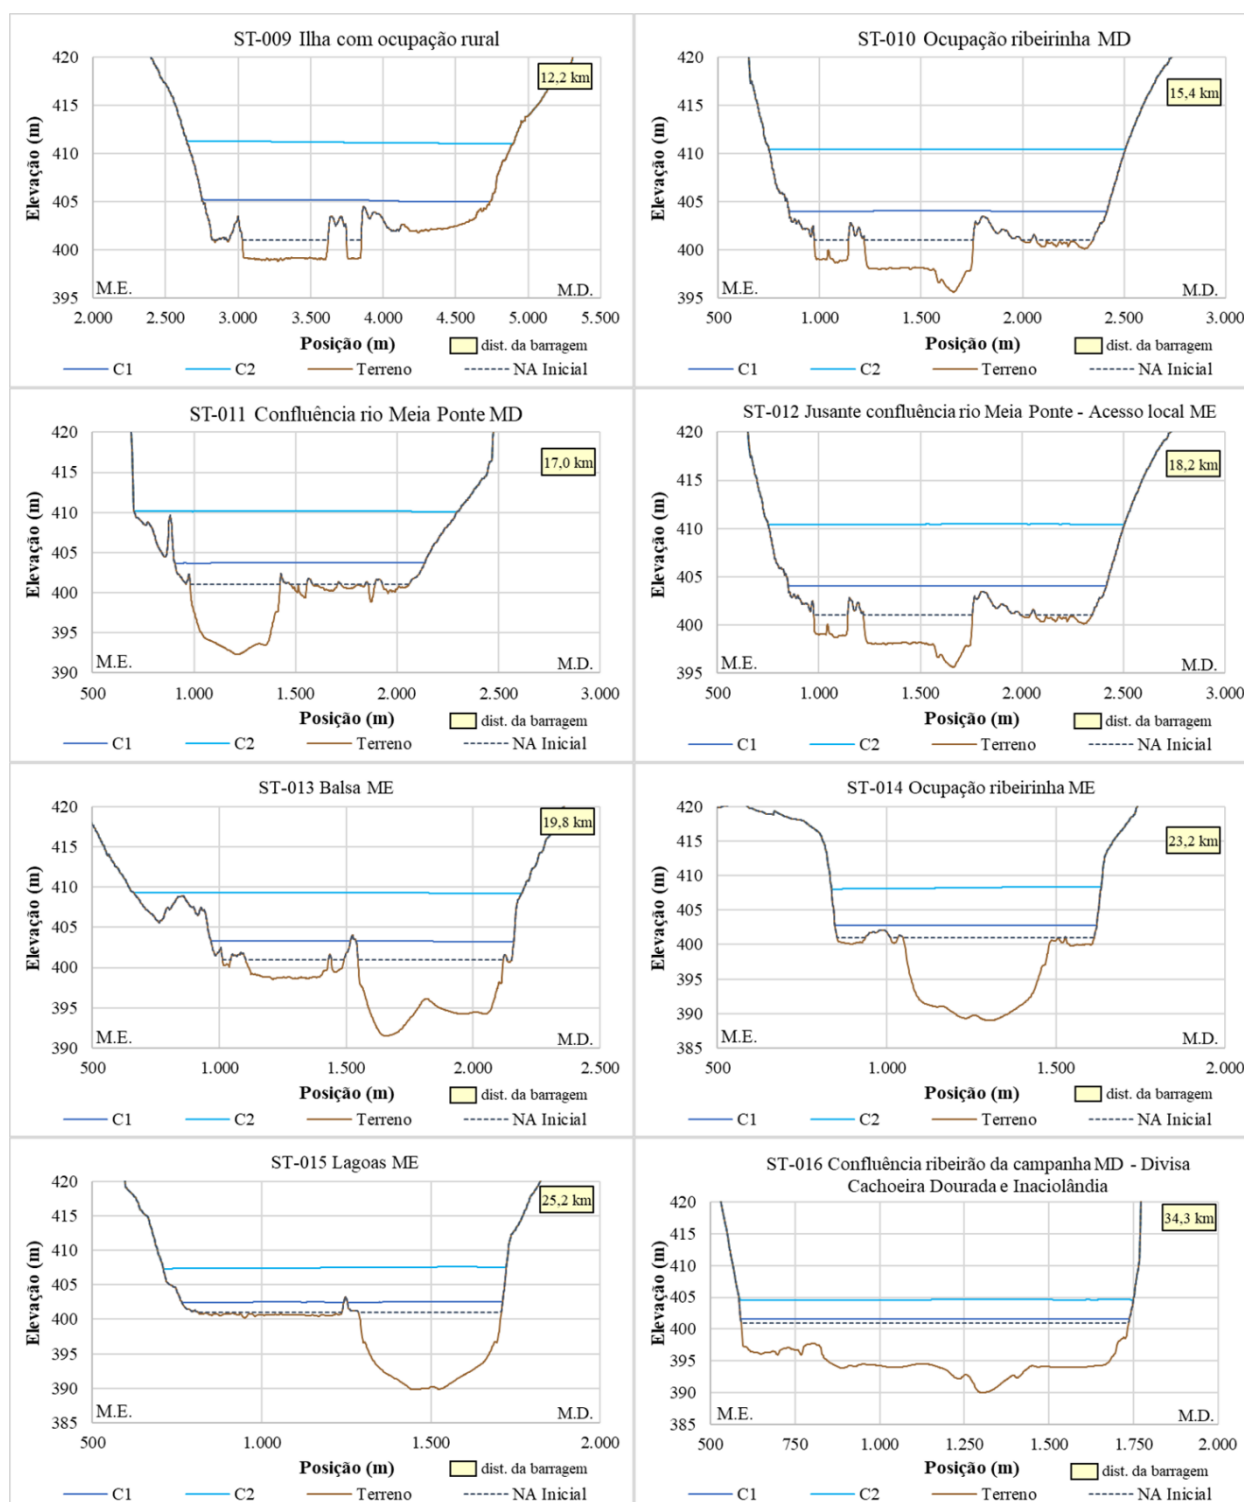 ST-009 Ilha com ocupação rural
12,2 km
420
415
410
405
400
395
Elevação (m)
M.E.
M.D.
2.000 2.500 3.000 3.500 4.000 4.500 5.000 5.500
Posição (m)
dist. da barragem
C1 C2 Terreno NA Inicial
ST-010 Ocupação ribeirinha MD
15,4 km
420
415
410
405
400
395
Elevação (m)
M.E.
M.D.
500 1.000 1.500 2.000 2.500 3.000
Posição (m)
dist. da barragem
C1 C2 Terreno NA Inicial
ST-011 Confluência rio Meia Ponte MD
17,0 km
420
415
410
405
400
395
390
Elevação (m)
M.E.
M.D.
500 1.000 1.500 2.000 2.500 3.000
Posição (m)
dist. da barragem
C1 C2 Terreno NA Inicial
ST-012 Jusante confluência rio Meia Ponte - Acesso local ME
18,2 km
420
415
410
405
400
395
Elevação (m)
M.E.
M.D.
500 1.000 1.500 2.000 2.500 3.000
Posição (m)
dist. da barragem
C1 C2 Terreno NA Inicial
ST-013 Balsa ME
19,8 km
420
415
410
405
400
395
390
Elevação (m)
M.E.
M.D.
500 1.000 1.500 2.000 2.500
Posição (m)
dist. da barragem
C1 C2 Terreno NA Inicial
ST-014 Ocupação ribeirinha ME
23,2 km
420
415
410
405
400
395
390
385
Elevação (m)
M.E.
M.D.
500 1.000 1.500 2.000
Posição (m)
dist. da barragem
C1 C2 Terreno NA Inicial
ST-015 Lagoas ME
25,2 km
420
415
410
405
400
395
390
385
Elevação (m)
M.E.
M.D.
500 1.000 1.500 2.000
Posição (m)
dist. da barragem
C1 C2 Terreno NA Inicial
ST-016 Confluência ribeirão da campanha MD - Divisa
Cachoeira Dourada e Inaciolândia
34,3 km
420
415
410
405
400
395
390
385
Elevação (m)
M.E.
M.D.
500 750 1.000 1.250 1.500 1.750 2.000
Posição (m)
dist. da barragem
C1 C2 Terreno NA Inicial